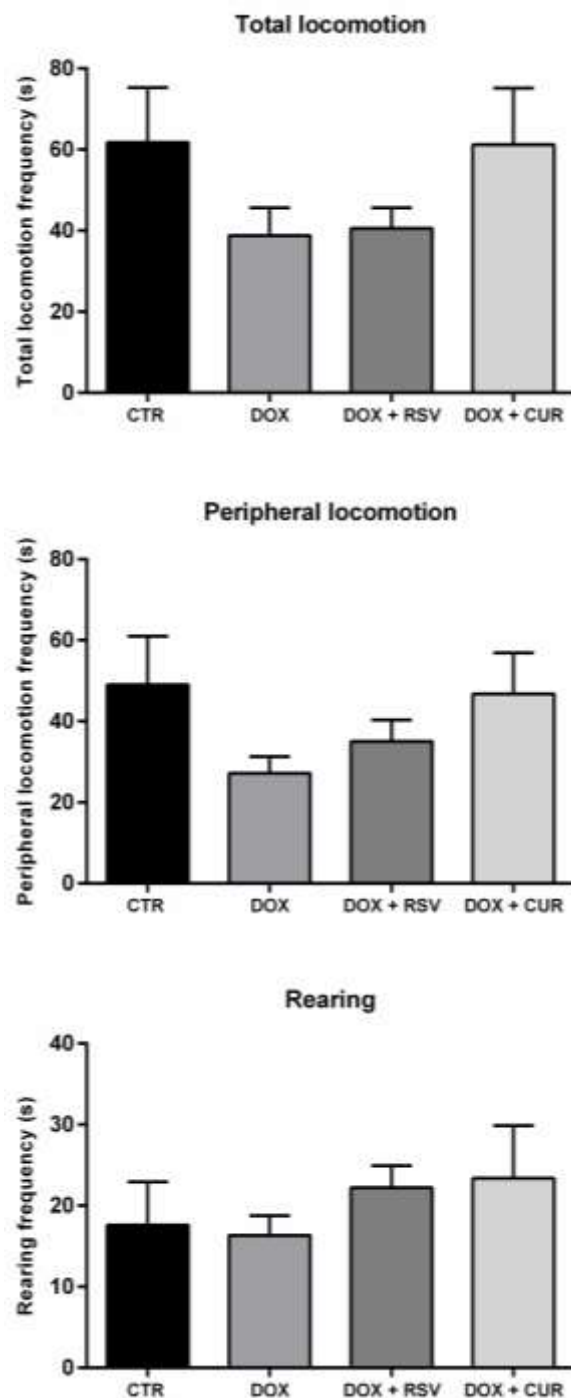 Total locomotion
Total locomotion frequency (s)
80
60
40
20
0
CTR DOX DOX + RSV DOX + CUR
Peripheral locomotion
Peripheral locomotion frequency (s)
80
60
40
20
0
CTR DOX DOX + RSV DOX + CUR
Rearing
Rearing frequency (s)
40
30
20
10
0
CTR DOX DOX + RSV DOX + CUR